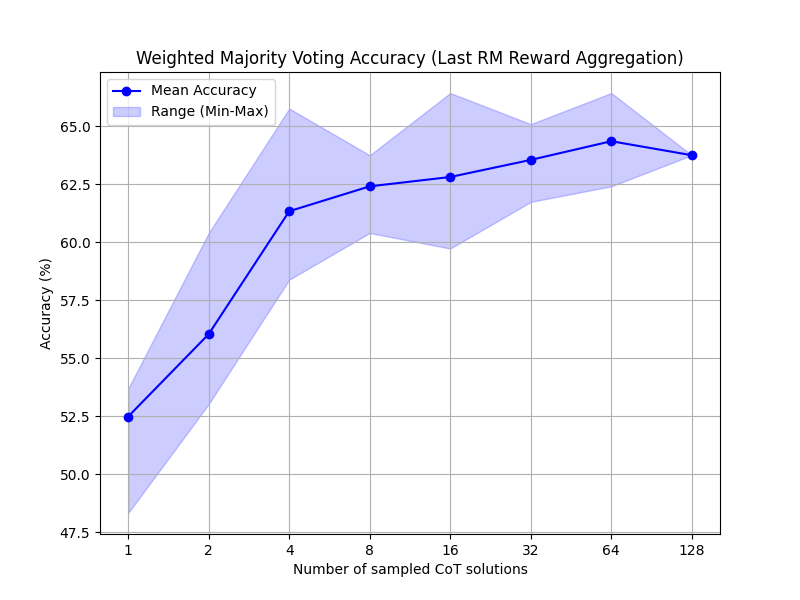 Weighted Majority Voting Accuracy (Last RM Reward Aggregation)
Mean Accuracy
Range (Min-Max)
65.0
62.5
60.0
57.5
55.0
52.5
50.0
47.5
Accuracy (%)
1 2 4 8 16 32 64 128
Number of sampled CoT solutions